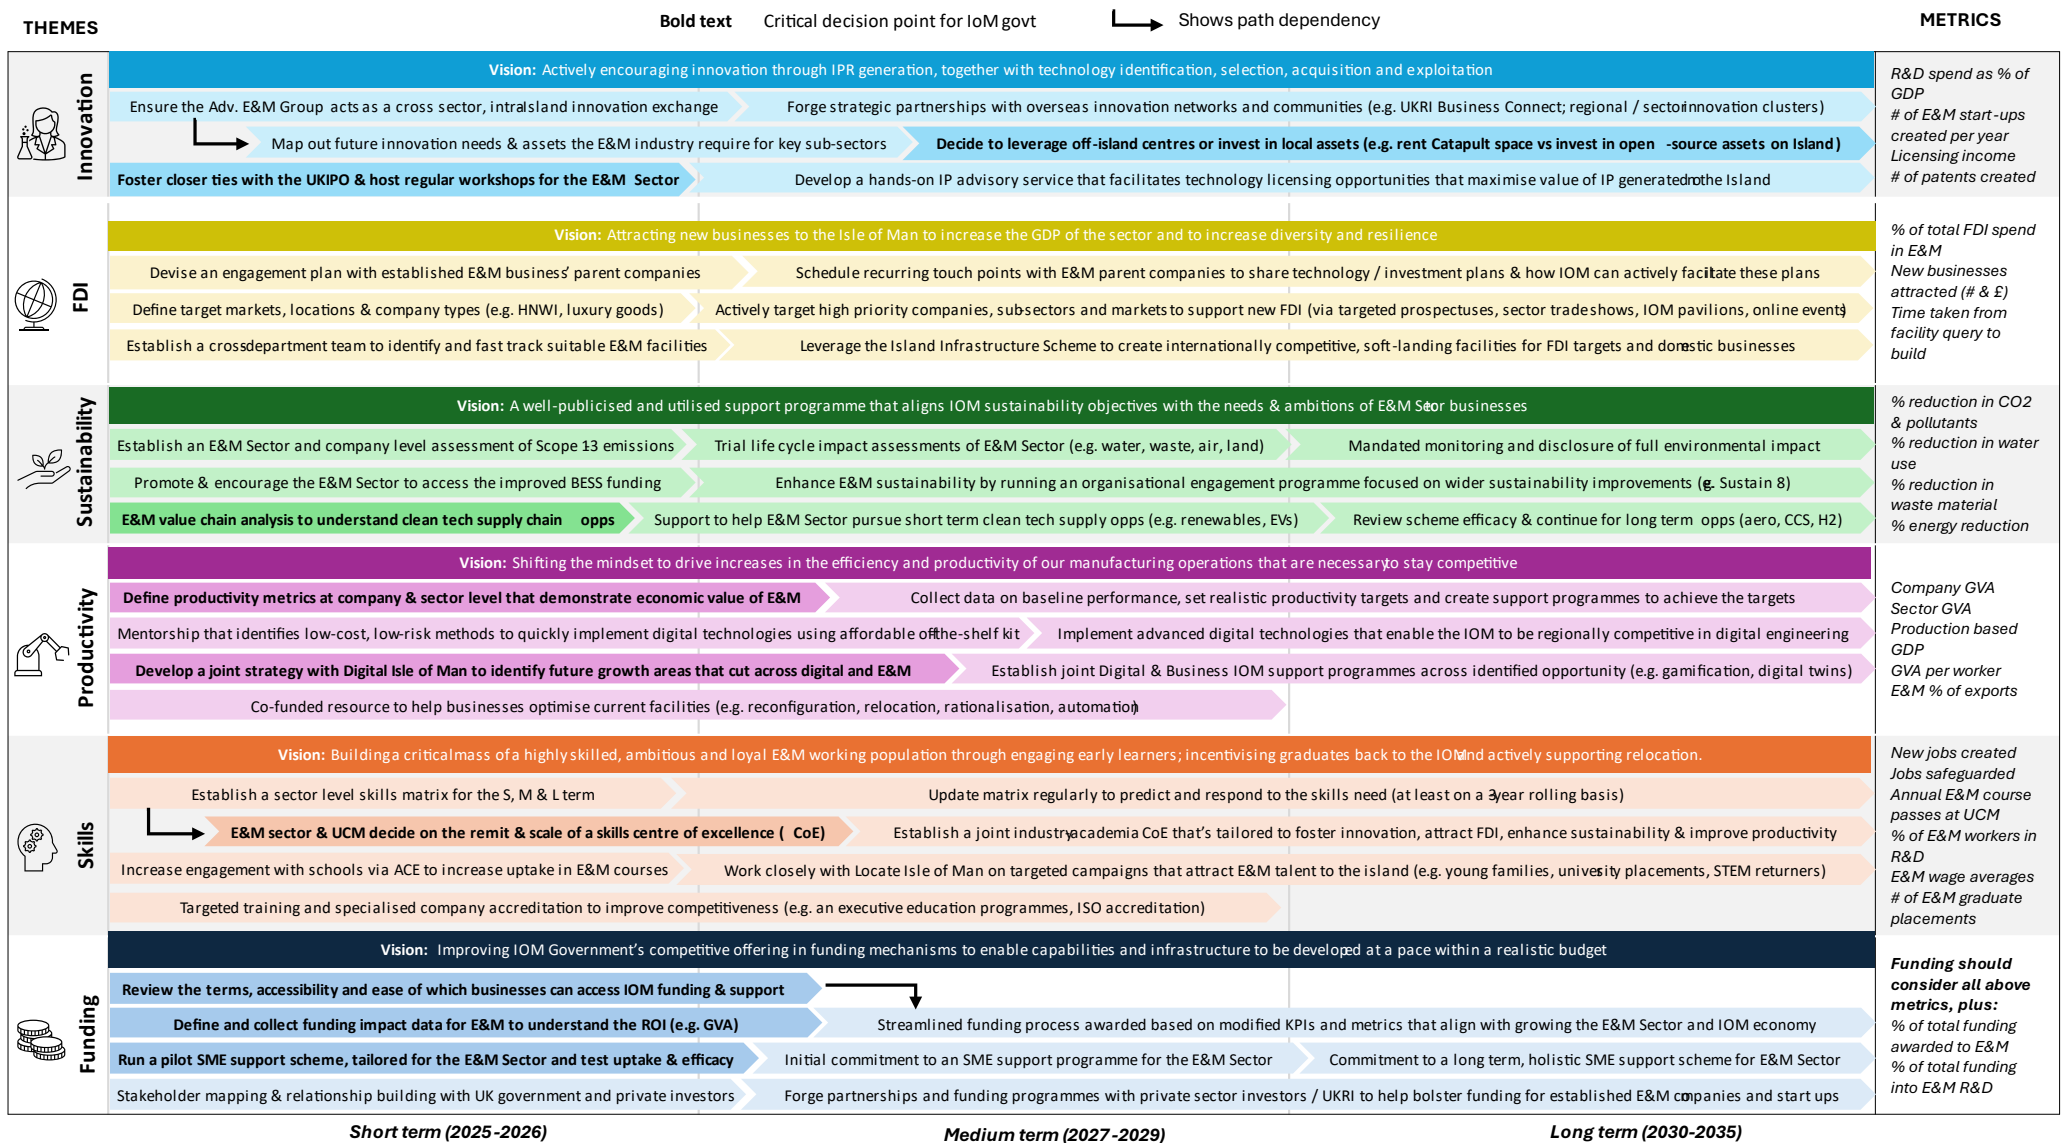 THEMES
Bold text Critical decision point for IoM govt Shows path dependency
METRICS
Innovation
Vision: Actively encouraging innovation through IPR generation, together with technology identification, selection, acquisition and exploitation
Ensure the Adv. E&M Group acts as a cross sector, intraIsland innovation exchange
Forge strategic partnerships with overseas innovation networks and communities (e.g. UKRI Business Connect; regional / sectorinnovation clusters)
Map out future innovation needs & assets the E&M industry require for key sub-sectors
Decide to leverage off-island centres or invest in local assets (e.g. rent Catapult space vs invest in open -source assets on Island)
Foster closer ties with the UKIPO & host regular workshops for the E&M Sector
Develop a hands-on IP advisory service that facilitates technology licensing opportunities that maximise value of IP generated on the Island
R&D spend as % of
GDP
# of E&M start-ups
created per year
Licensing income
# of patents created
FDI
Vision: Attracting new businesses to the Isle of Man to increase the GDP of the sector and to increase diversity and resilience
Devise an engagement plan with established E&M business' parent companies
Schedule recurring touch points with E&M parent companies to share technology / investment plans & how IOM can actively facilitate these plans
Define target markets, locations & company types (e.g. HNWI, luxury goods)
Actively target high priority companies, subsectors and markets to support new FDI (via targeted prospectuses, sector tradeshows, IOM pavilions, online events)
Establish a crossdepartment team to identify and fast track suitable E&M facilities
Leverage the Island Infrastructure Scheme to create internationally competitive, soft-landing facilities for FDI targets and domestic businesses
% of total FDI spend
in E&M
New businesses
attracted (# & £)
Time taken from
facility query to
build
Sustainability
Vision: A well-publicised and utilised support programme that aligns IOM sustainability objectives with the needs & ambitions of E&M Sector businesses
Establish an E&M Sector and company level assessment of Scope 1-3 emissions
Trial life cycle impact assessments of E&M Sector (e.g. water, waste, air, land)
Mandated monitoring and disclosure of full environmental impact
Promote & encourage the E&M Sector to access the improved BESS funding
Enhance E&M sustainability by running an organisational engagement programme focused on wider sustainability improvements (e.g. Sustain 8)
E&M value chain analysis to understand clean tech supply chain opps
Support to help E&M Sector pursue short term clean tech supply opps (e.g. renewables, EVs)
Review scheme efficacy & continue for long term opps (aero, CCS, H2)
% reduction in CO2
& pollutants
% reduction in water
use
% reduction in
waste material
% energy reduction
Productivity
Vision: Shifting the mindset to drive increases in the efficiency and productivity of our manufacturing operations that are necessary to stay competitive
Define productivity metrics at company & sector level that demonstrate economic value of E&M
Collect data on baseline performance, set realistic productivity targets and create support programmes to achieve the targets
Mentorship that identifies low-cost, low-risk methods to quickly implement digital technologies using affordable off-the-shelf kit
Implement advanced digital technologies that enable the IOM to be regionally competitive in digital engineering
Develop a joint strategy with Digital Isle of Man to identify future growth areas that cut across digital and E&M
Establish joint Digital & Business IOM support programmes across identified opportunity (e.g. gamification, digital twins)
Co-funded resource to help businesses optimise current facilities (e.g. reconfiguration, relocation, rationalisation, automation)
Company GVA
Sector GVA
Production based
GDP
GVA per worker
E&M % of exports
Skills
Vision: Building a critical mass of a highly skilled, ambitious and loyal E&M working population through engaging early learners; incentivising graduates back to the IOM and actively supporting relocation.
Establish a sector level skills matrix for the S, M & L term
Update matrix regularly to predict and respond to the skills need (at least on a 3-year rolling basis)
E&M sector & UCM decide on the remit & scale of a skills centre of excellence ( CoE)
Establish a joint industry-academia CoE that's tailored to foster innovation, attract FDI, enhance sustainability & improve productivity
Increase engagement with schools via ACE to increase uptake in E&M courses
Work closely with Locate Isle of Man on targeted campaigns that attract E&M talent to the island (e.g. young families, university placements, STEM returners)
Targeted training and specialised company accreditation to improve competitiveness (e.g. an executive education programmes, ISO accreditation)
New jobs created
Jobs safeguarded
Annual E&M course
passes at UCM
% of E&M workers in
R&D
E&M wage averages
# of E&M graduate
placements
Funding
Vision: Improving IOM Government's competitive offering in funding mechanisms to enable capabilities and infrastructure to be developed at a pace within a realistic budget
Review the terms, accessibility and ease of which businesses can access IOM funding & support
Define and collect funding impact data for E&M to understand the ROI (e.g. GVA)
Streamlined funding process awarded based on modified KPIs and metrics that align with growing the E&M Sector and IOM economy
Run a pilot SME support scheme, tailored for the E&M Sector and test uptake & efficacy
Initial commitment to an SME support programme for the E&M Sector
Commitment to a long term, holistic SME support scheme for E&M Sector
Stakeholder mapping & relationship building with UK government and private investors
Forge partnerships and funding programmes with private sector investors / UKRI to help bolster funding for established E&M companies and start ups
Funding should
consider all above
metrics, plus:
% of total funding
awarded to E&M
% of total funding
into E&M R&D
Short term (2025-2026)
Medium term (2027-2029)
Long term (2030-2035)